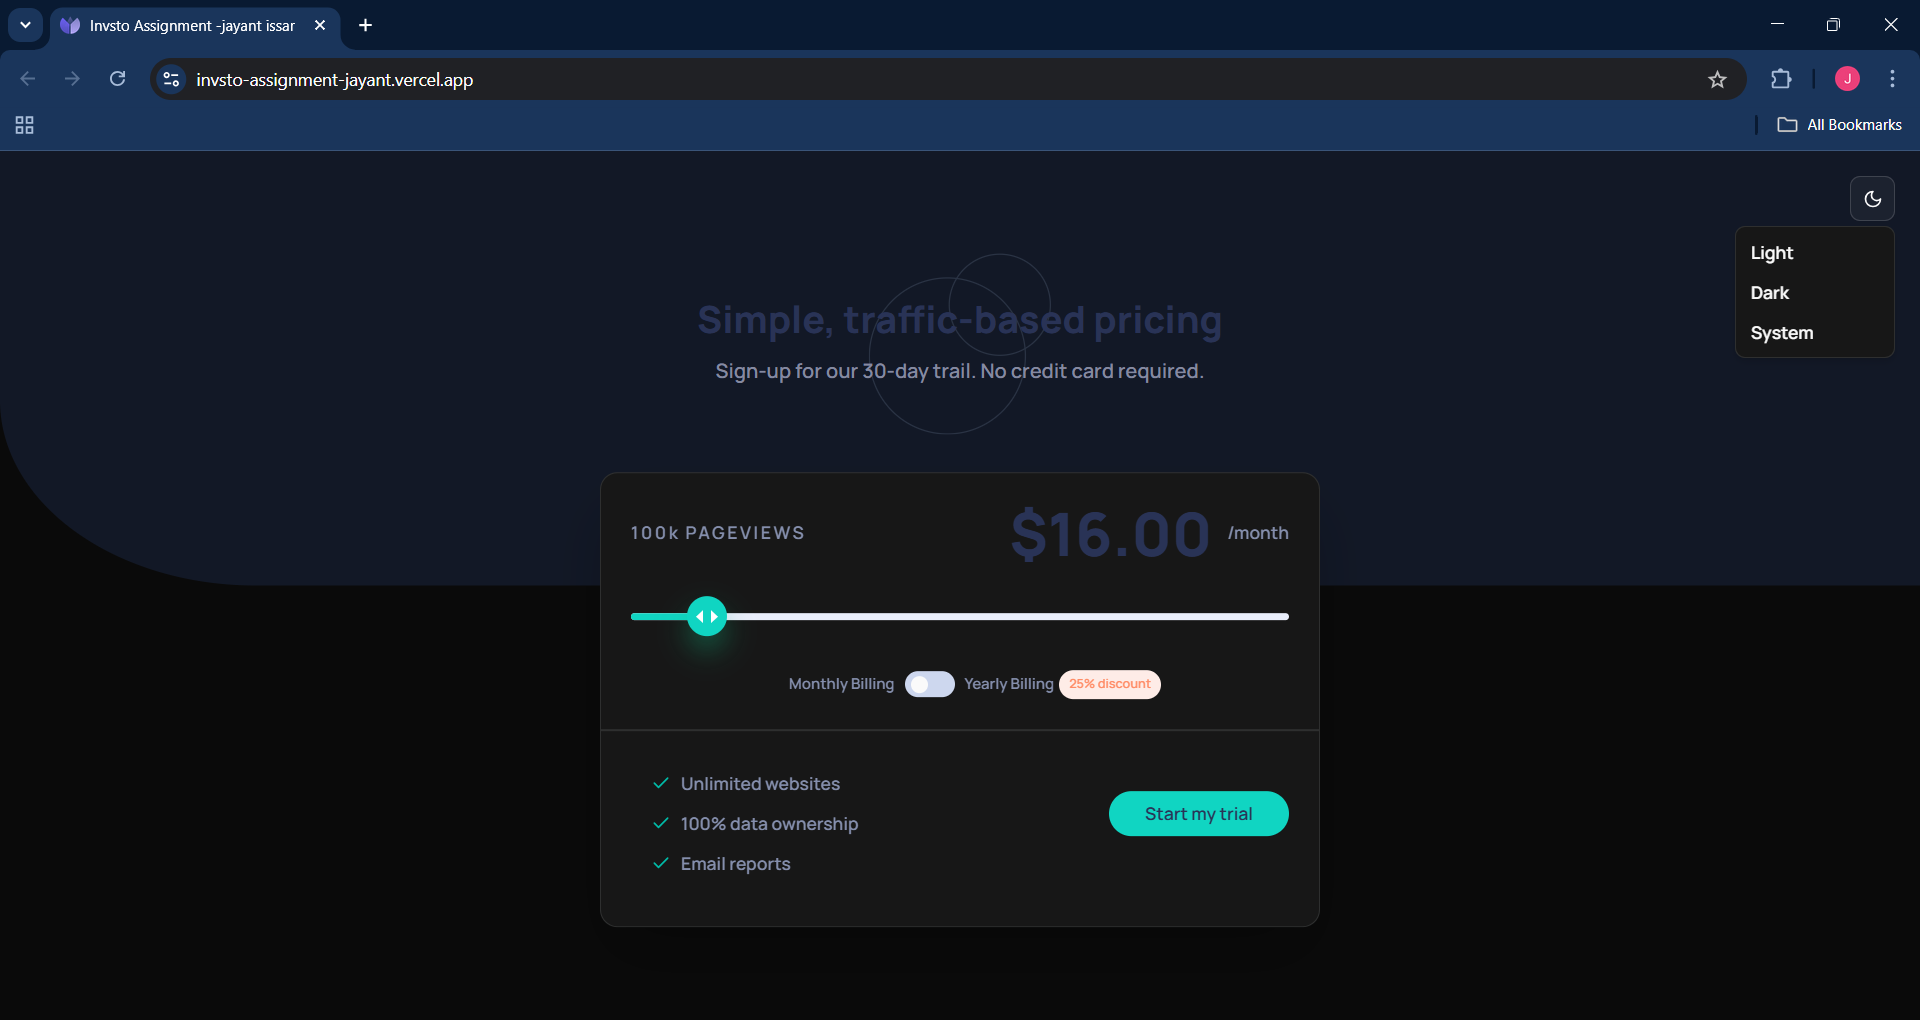 Invsto Assignment -jayant issar
invsto-assignment-jayant.vercel.app
J
All Bookmarks
Light
Dark
System
Simple, traffic-based pricing
Sign-up for our 30-day trail. No credit card required.
100k PAGEVIEWS
$16.00 /month
Monthly Billing
Yearly Billing
25% discount
Unlimited websites
100% data ownership
Email reports
Start my trial